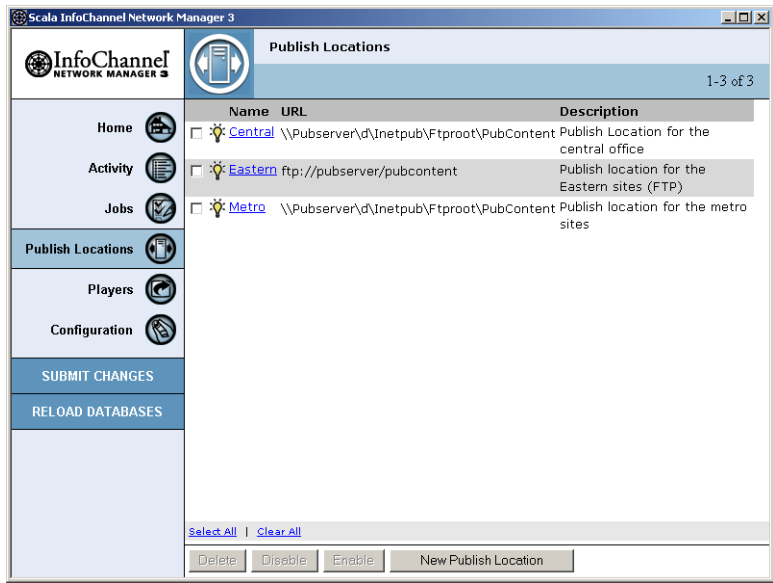 Scala InfoChannel Network Manager 3
InfoChannel
NETWORK MANAGER 3
Publish Locations
1-3 of 3
Home
Activity
Jobs
Publish Locations
Players
Configuration
SUBMIT CHANGES
RELOAD DATABASES
Name URL Description
Central \\Pubserver\d\Inetpub\Ftproot\PubContent Publish Location for the
central office
Eastern ftp://pubserver/pubcontent Publish location for the
Eastern sites (FTP)
Metro \\Pubserver\d\Inetpub\Ftproot\PubContent Publish location for the metro
sites
Select All | Clear All
Delete Disable Enable New Publish Location